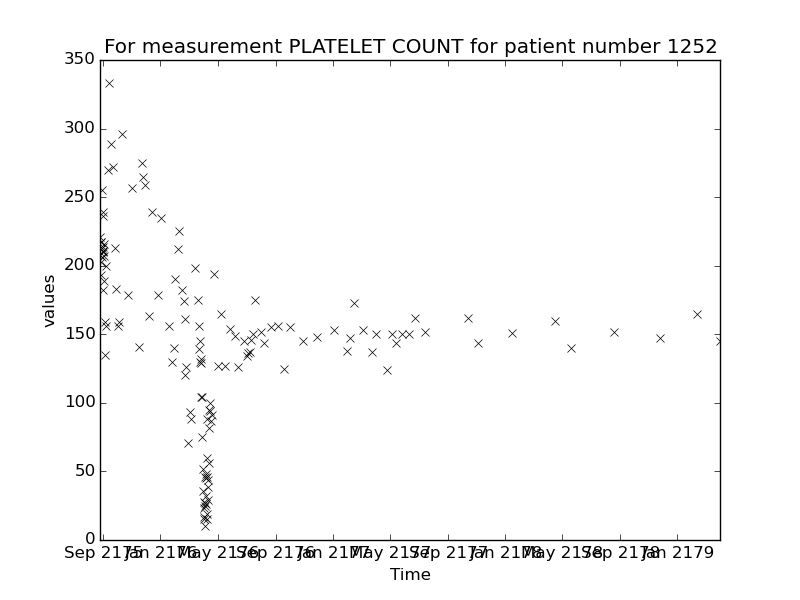 For measurement PLATELET COUNT for patient number 1252
350
300
250
200
150
100
50
0
values
Sep 2175 Jan 2176 May 2176 Sep 2176 Jan 2177 May 2177 Sep 2177 Jan 2178 May 2178 Sep 2178 Jan 2179
Time